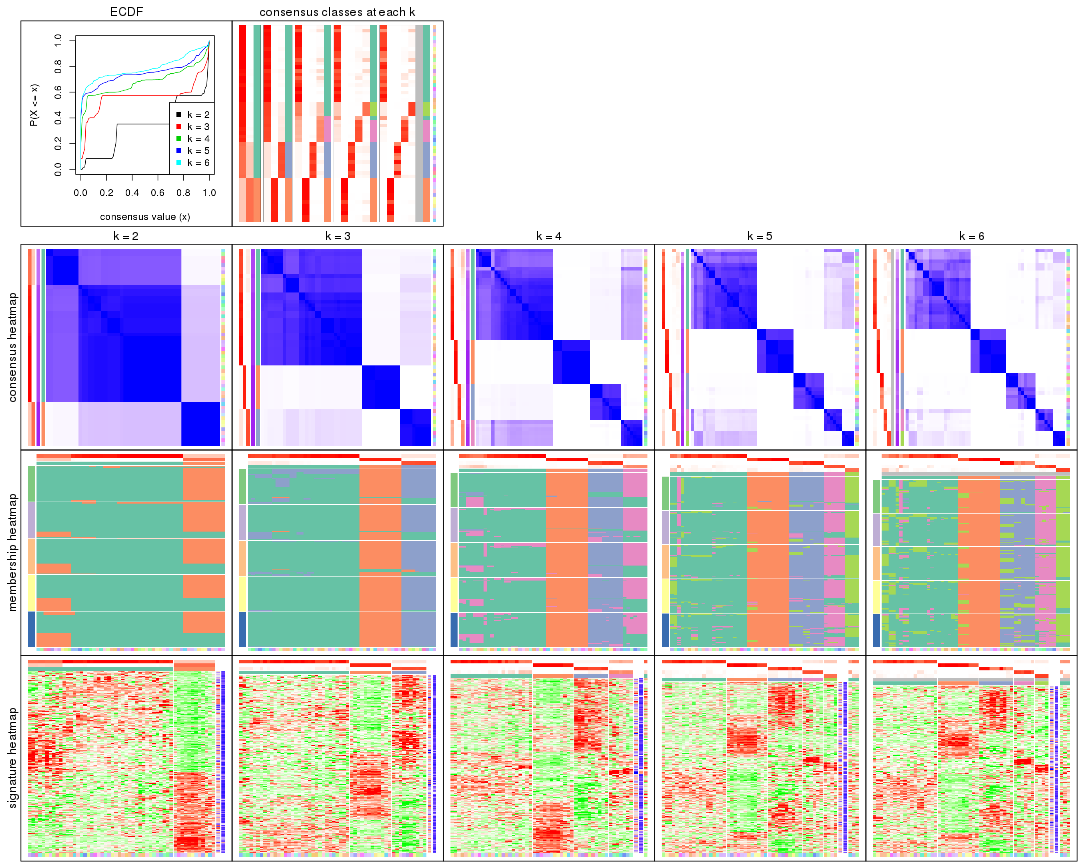 ECDF
consensus classes at each k
P(X <= x)
0.0 0.2 0.4 0.6 0.8 1.0
k = 2
k = 3
k = 4
k = 5
k = 6
0.0 0.2 0.4 0.6 0.8 1.0
consensus value (x)
k = 2
k = 3
k = 4
k = 5
k = 6
consensus heatmap
membership heatmap
signature heatmap